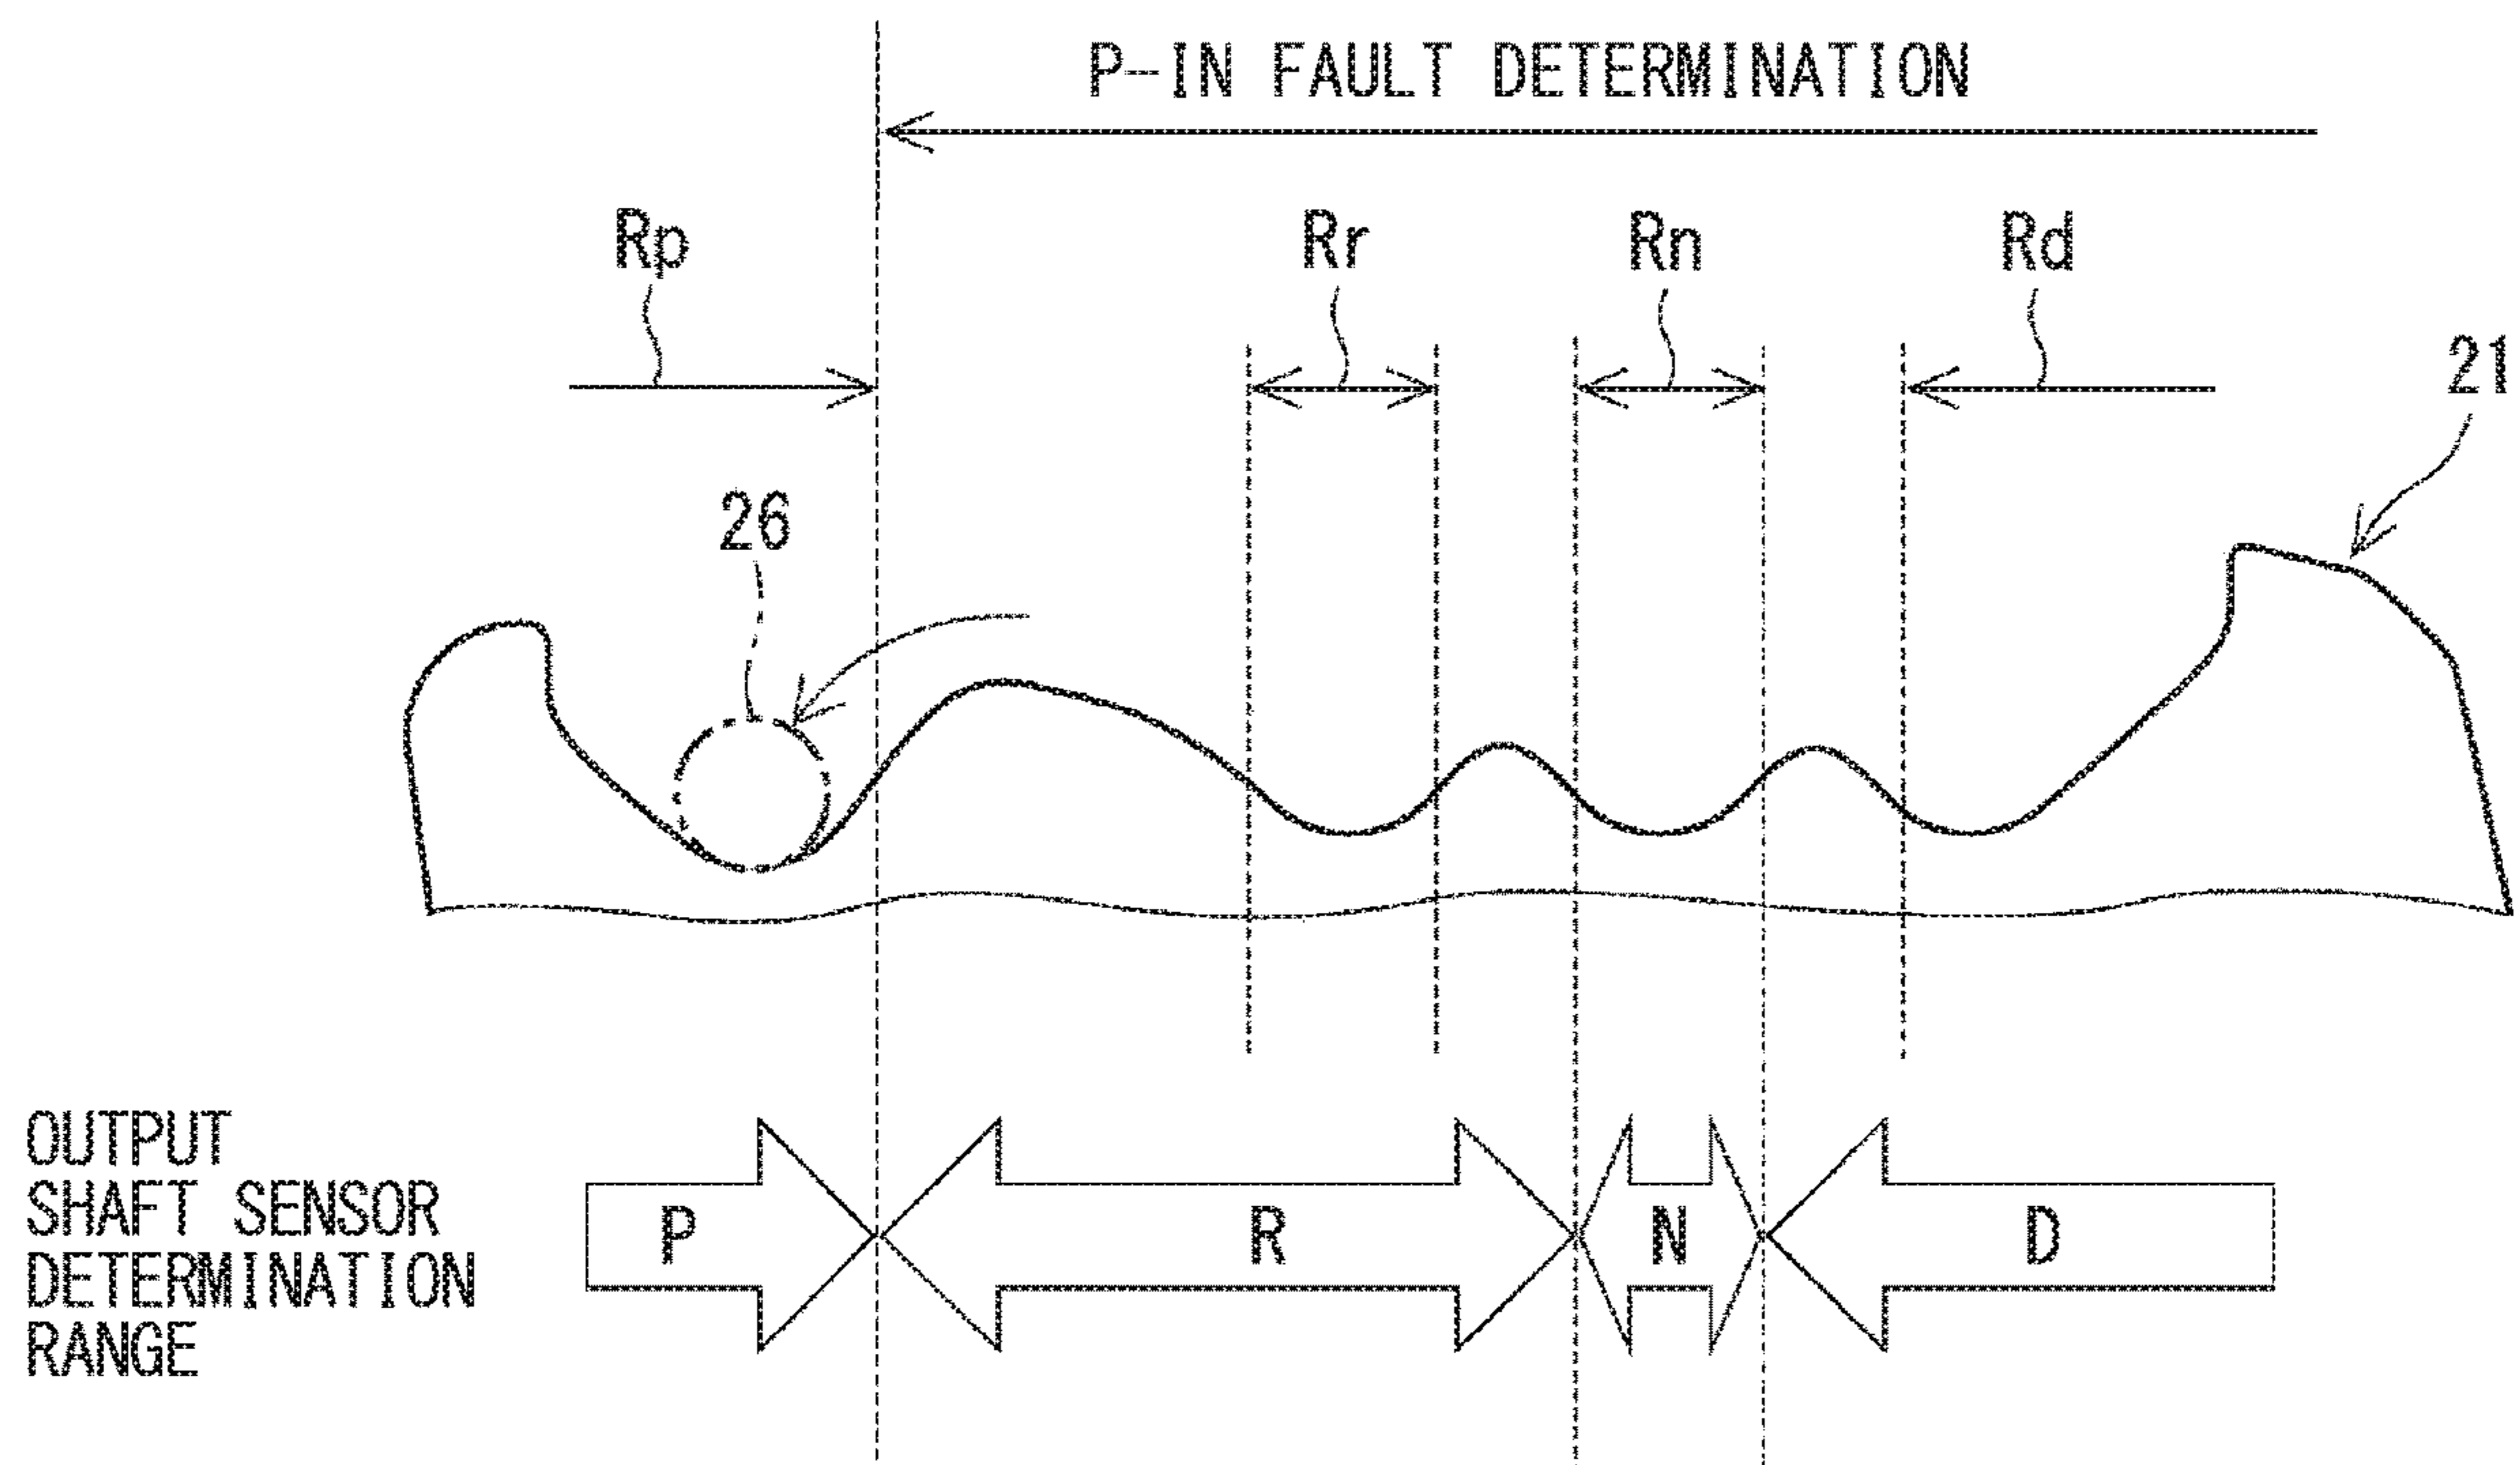 P-IN FAULT DETERMINATION
Rp
Rr
Rn
Rd
21
26
OUTPUT
SHAFT SENSOR
DETERMINATION
RANGE
P
R
N
D